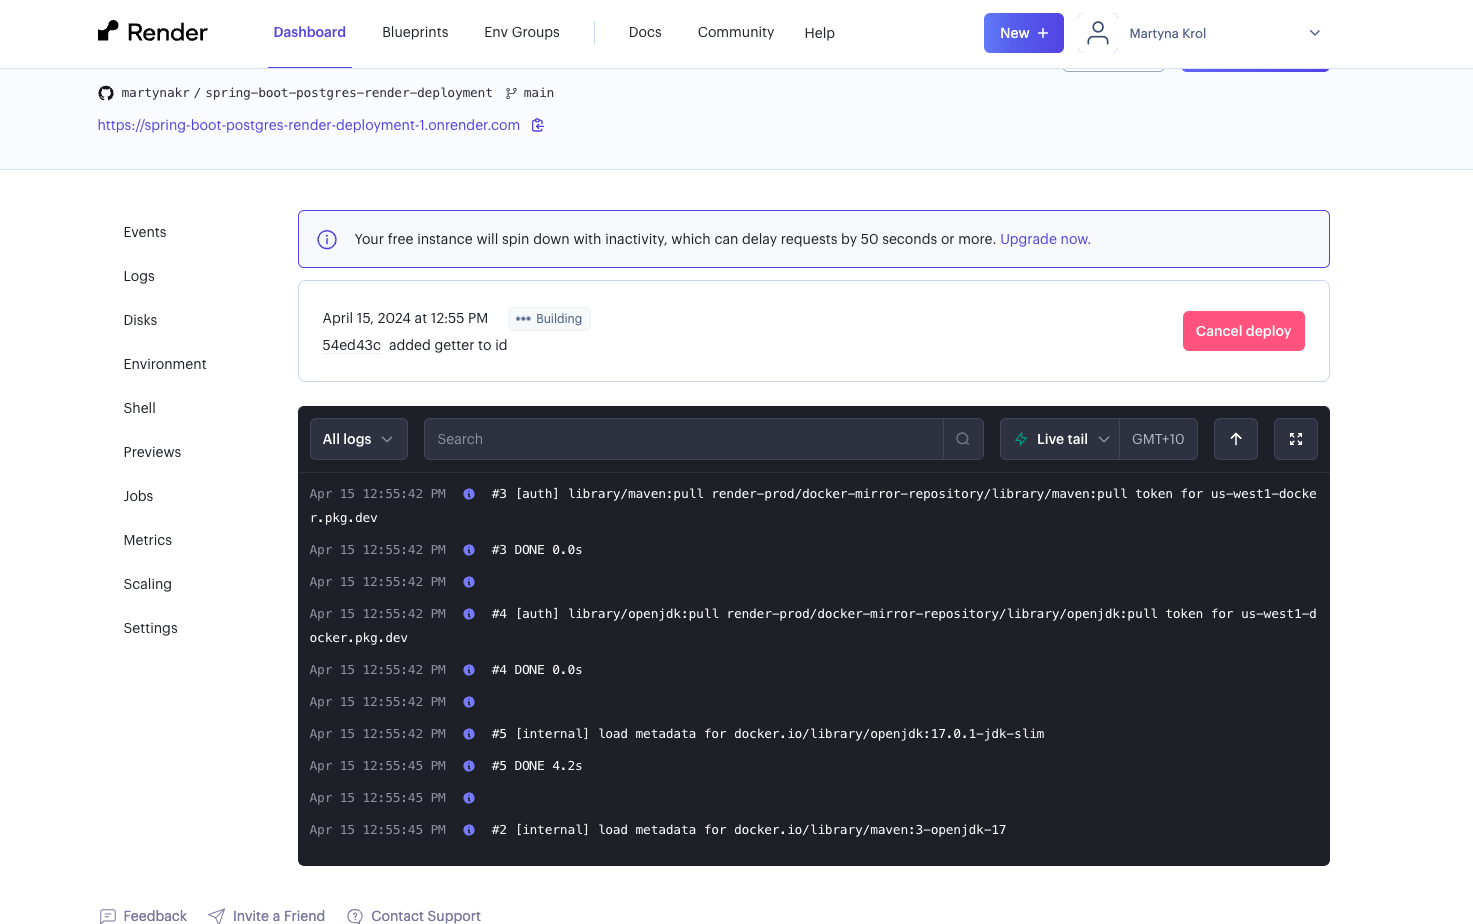 Render Dashboard Blueprints Env Groups Docs Community Help New + Martyna Krol
martynakr / spring-boot-postgres-render-deployment main
https://spring-boot-postgres-render-deployment-1.onrender.com
Events
Logs
Disks
Environment
Shell
Previews
Jobs
Metrics
Scaling
Settings
Your free instance will spin down with inactivity, which can delay requests by 50 seconds or more. Upgrade now.
April 15, 2024 at 12:55 PM Building
54ed43c added getter to id
Cancel deploy
All logs Search Live tail GMT+10
Apr 15 12:55:42 PM #3 [auth] library/maven:pull render-prod/docker-mirror-repository/library/maven:pull token for us-west1-docke
r.pkg.dev
Apr 15 12:55:42 PM #3 DONE 0.0s
Apr 15 12:55:42 PM
Apr 15 12:55:42 PM #4 [auth] library/openjdk:pull render-prod/docker-mirror-repository/library/openjdk:pull token for us-west1-d
ocker.pkg.dev
Apr 15 12:55:42 PM #4 DONE 0.0s
Apr 15 12:55:42 PM
Apr 15 12:55:42 PM #5 [internal] load metadata for docker.io/library/openjdk:17.0.1-jdk-slim
Apr 15 12:55:45 PM #5 DONE 4.2s
Apr 15 12:55:45 PM
Apr 15 12:55:45 PM #2 [internal] load metadata for docker.io/library/maven:3-openjdk-17
Feedback Invite a Friend Contact Support